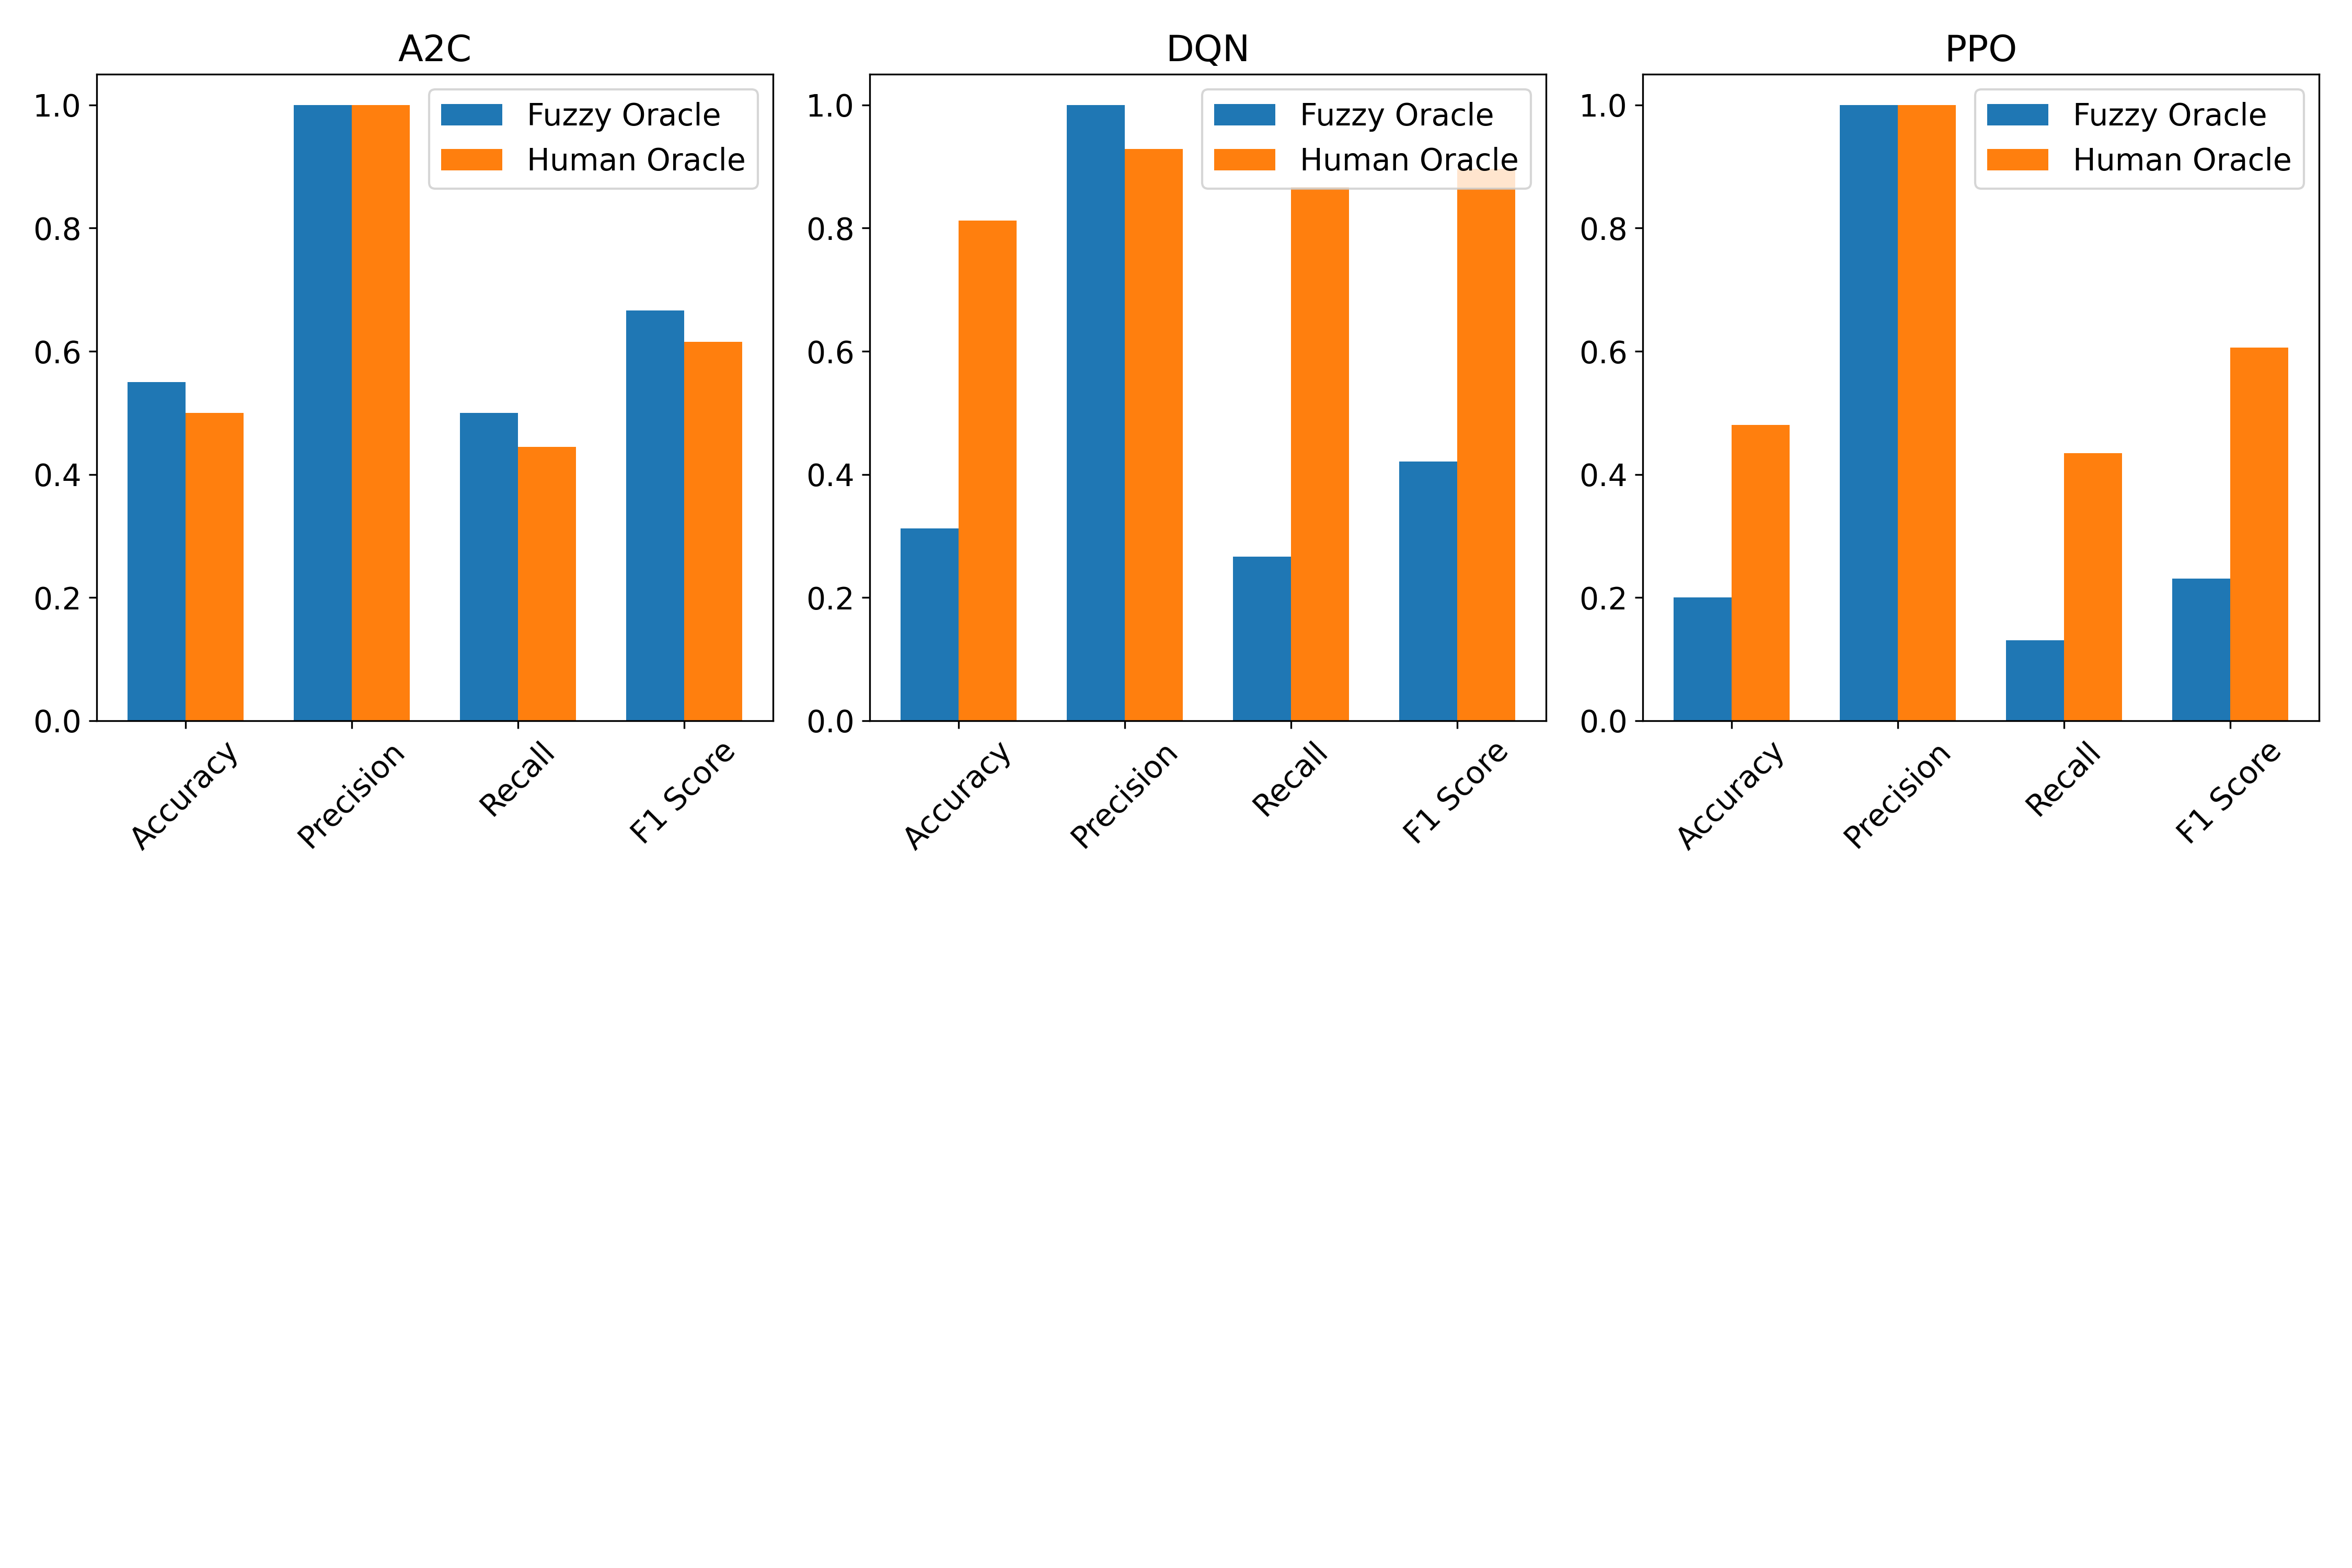 A2C
1.0
0.8
0.6
0.4
0.2
0.0
Fuzzy Oracle
Human Oracle
Accuracy
Precision
Recall
F1 Score
DQN
1.0
0.8
0.6
0.4
0.2
0.0
Fuzzy Oracle
Human Oracle
Accuracy
Precision
Recall
F1 Score
PPO
1.0
0.8
0.6
0.4
0.2
0.0
Fuzzy Oracle
Human Oracle
Accuracy
Precision
Recall
F1 Score